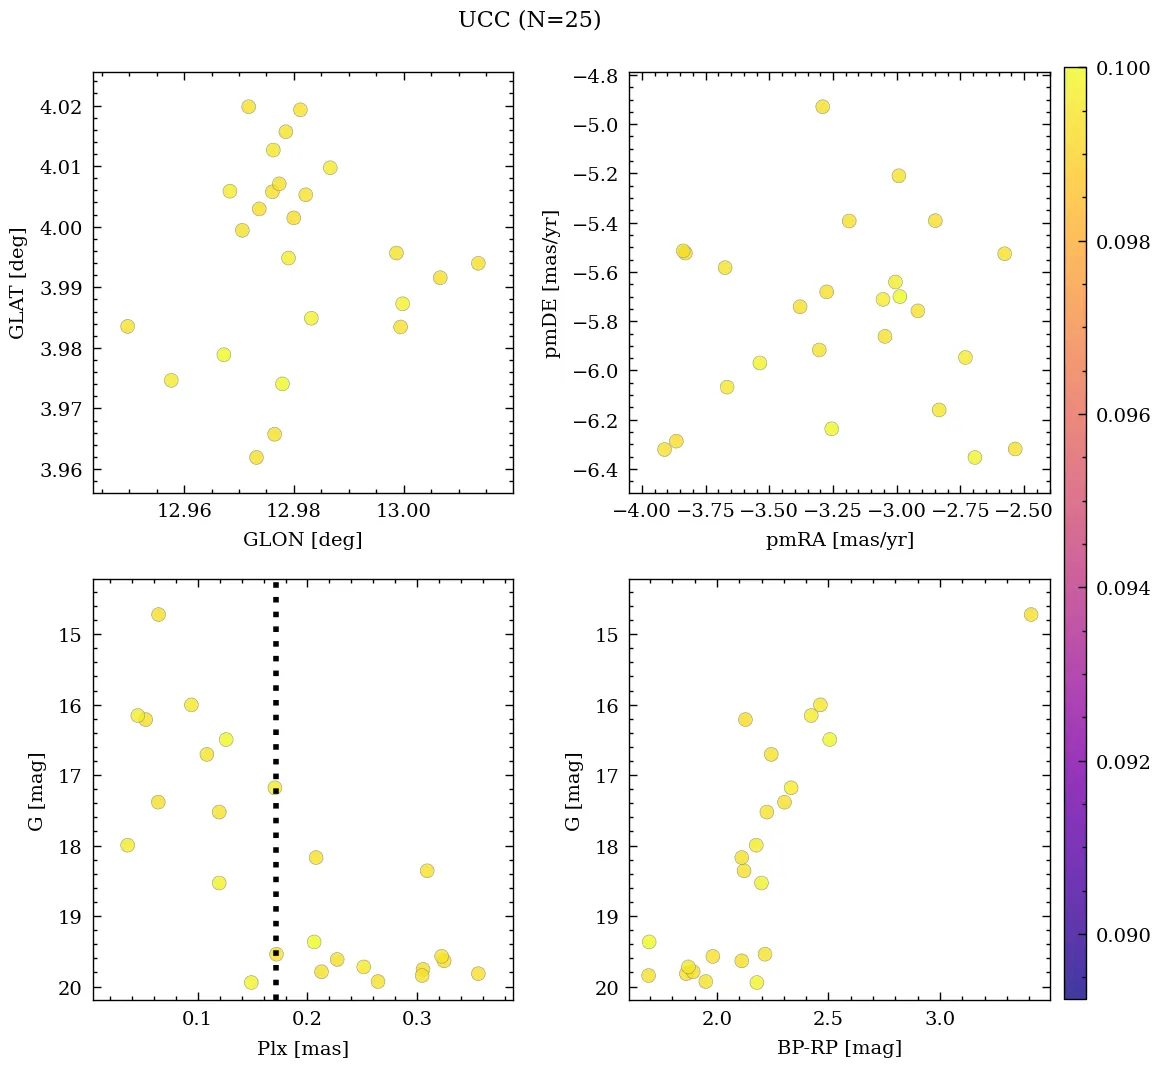 UCC (N=25)
4.02
4.01
4.00
3.99
3.98
3.97
3.96
GLAT [deg]
12.96 12.98 13.00
GLON [deg]
−4.8
−5.0
−5.2
−5.4
−5.6
−5.8
−6.0
−6.2
−6.4
pmDE [mas/yr]
−4.00 −3.75 −3.50 −3.25 −3.00 −2.75 −2.50
pmRA [mas/yr]
15
16
17
18
19
20
G [mag]
0.1 0.2 0.3
Plx [mas]
15
16
17
18
19
20
G [mag]
2.0 2.5 3.0
BP-RP [mag]
0.100
0.098
0.096
0.094
0.092
0.090